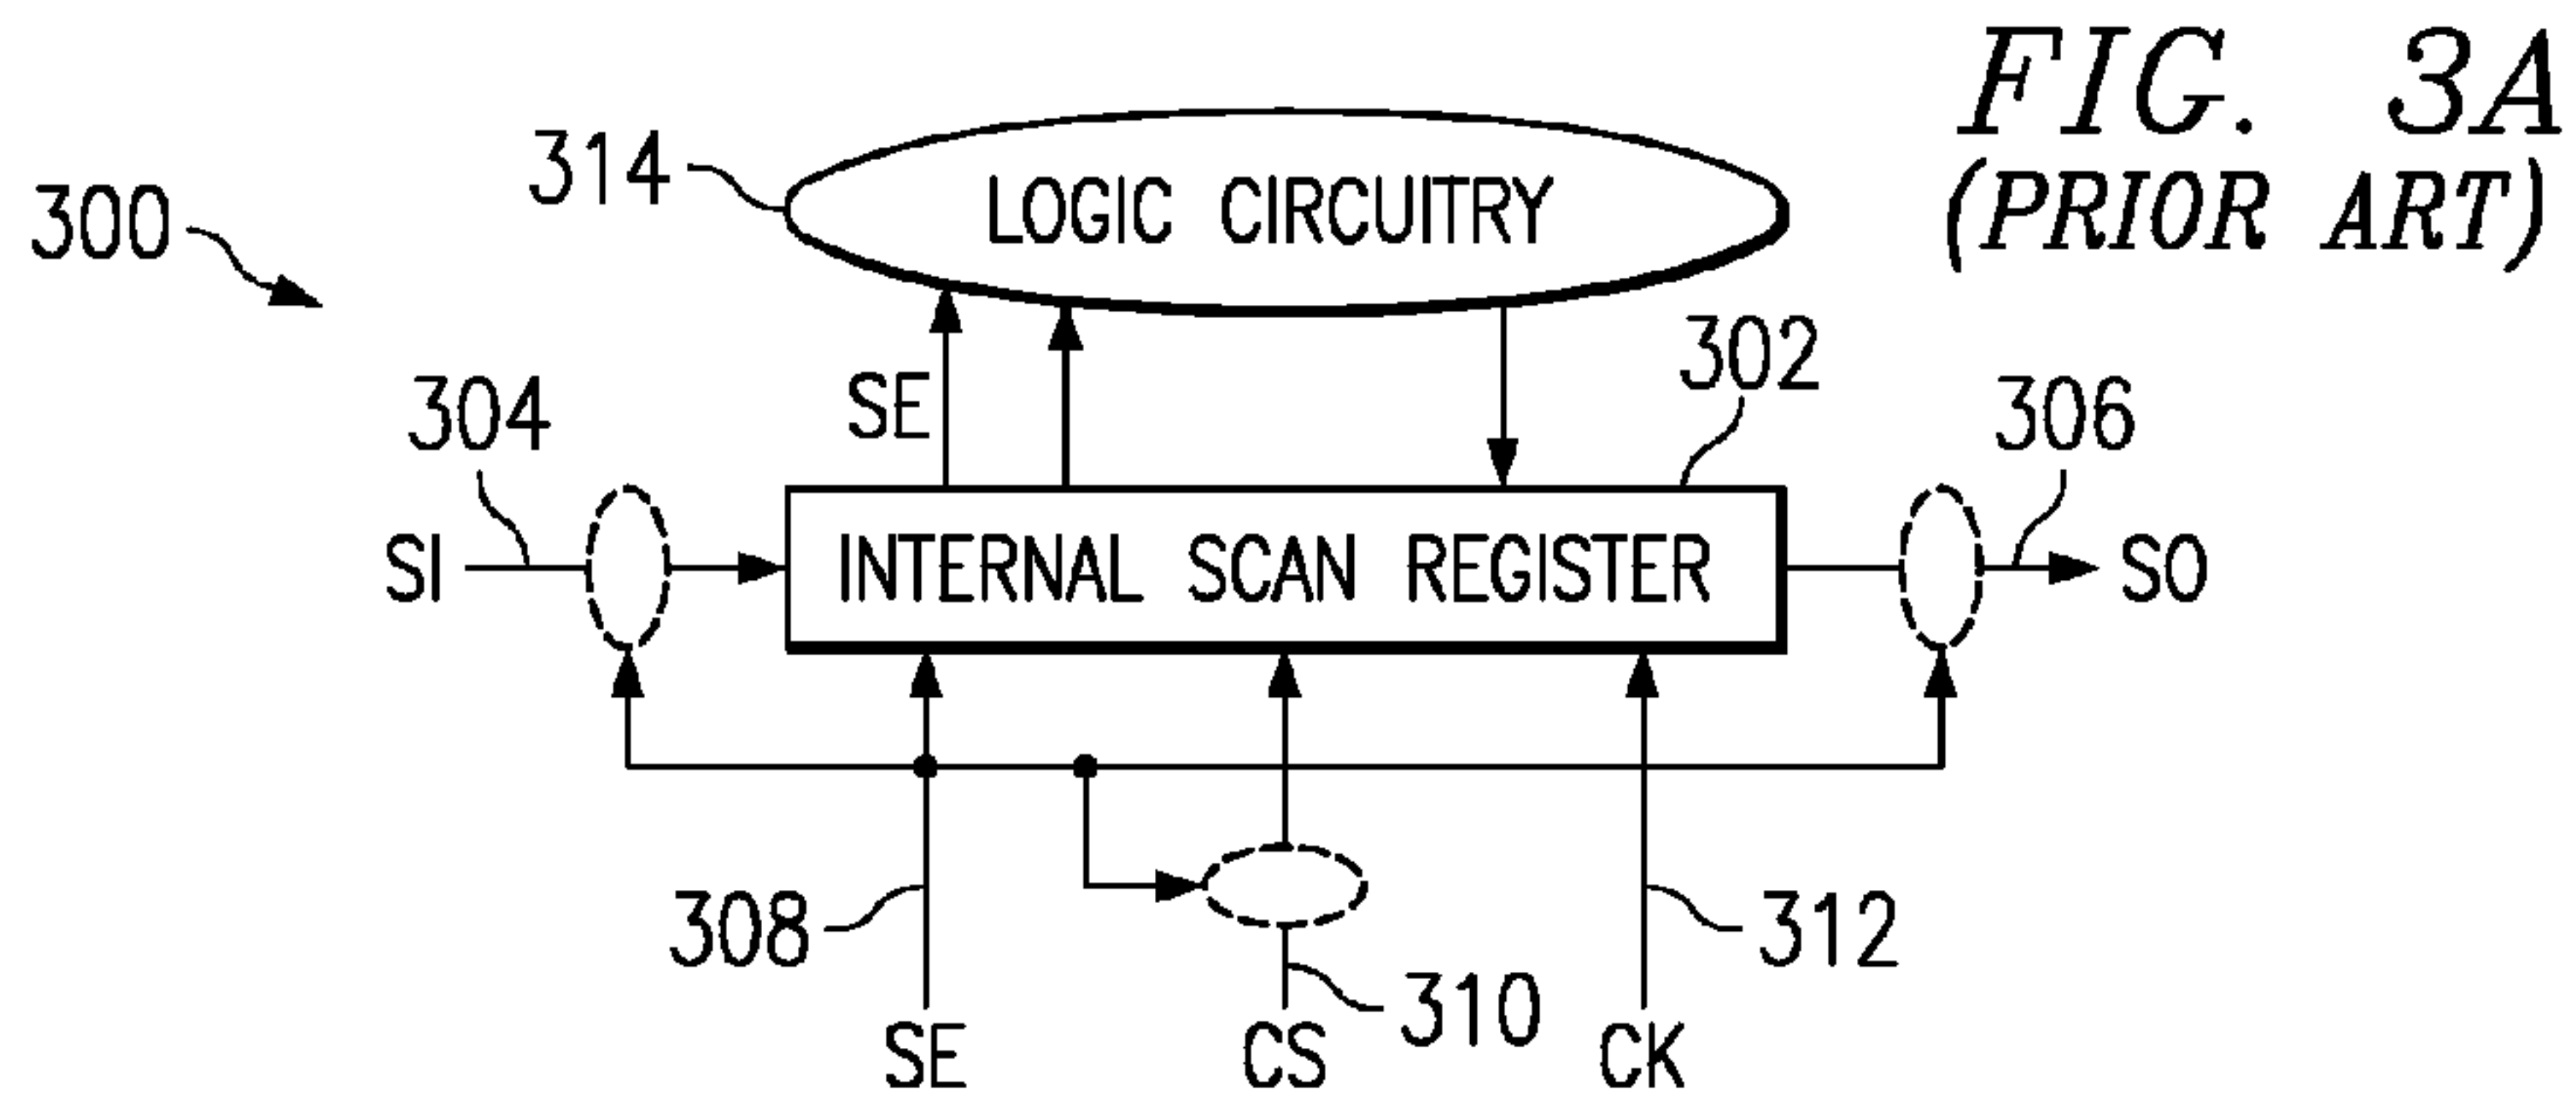 FIG. 3A
(PRIOR ART)
300
314
LOGIC CIRCUITRY
SE
302
304
306
SI
INTERNAL SCAN REGISTER
SO
308
310
312
SE
CS
CK